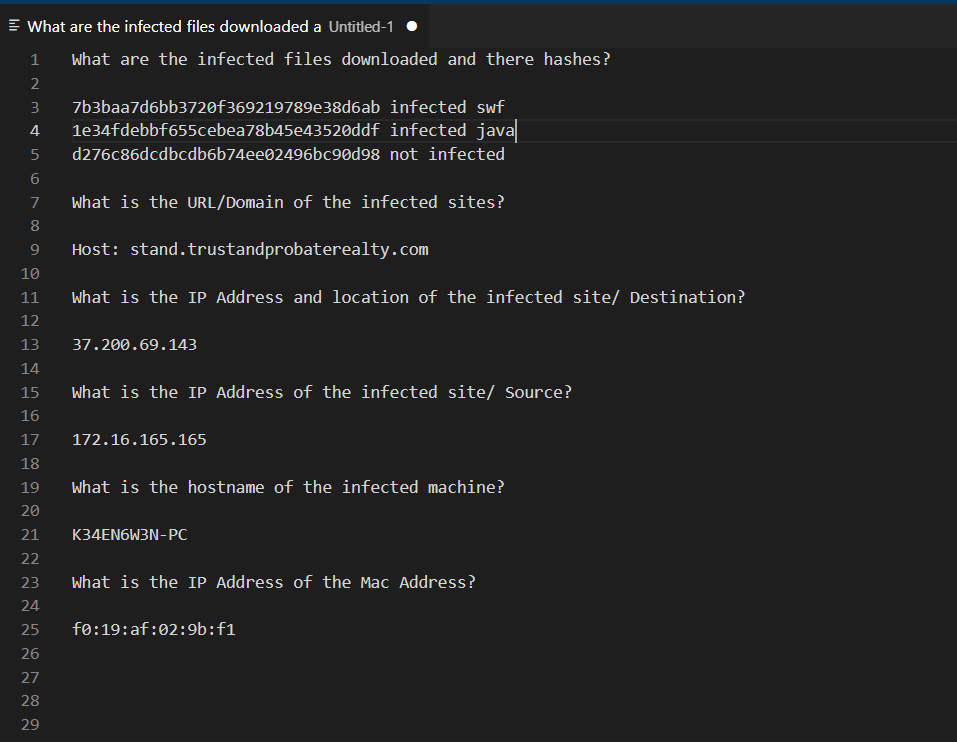 What are the infected files downloaded a Untitled-1
1 What are the infected files downloaded and there hashes?
2
3 7b3baa7d6bb3720f369219789e38d6ab infected swf
4 1e34fdebbf655cebea78b45e43520ddf infected java
5 d276c86dcdbcdb6b74ee02496bc90d98 not infected
6
7 What is the URL/Domain of the infected sites?
8
9 Host: stand.trustandprobaterealty.com
10
11 What is the IP Address and location of the infected site/ Destination?
12
13 37.200.69.143
14
15 What is the IP Address of the infected site/ Source?
16
17 172.16.165.165
18
19 What is the hostname of the infected machine?
20
21 K34EN6W3N-PC
22
23 What is the IP Address of the Mac Address?
24
25 f0:19:af:02:9b:f1
26
27
28
29